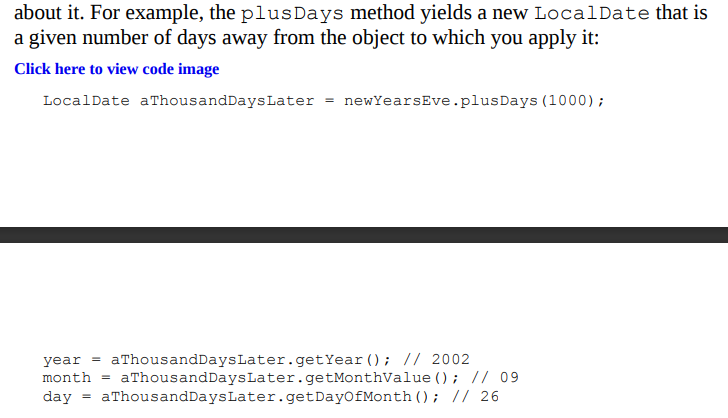 about it. For example, the plusDays method yields a new LocalDate that is
a given number of days away from the object to which you apply it:
Click here to view code image
LocalDate aThousandDaysLater = newYearsEve.plusDays(1000);
year = aThousandDaysLater.getYear(); // 2002
month = aThousandDaysLater.getMonthValue(); // 09
day = aThousandDaysLater.getDayOfMonth(); // 26